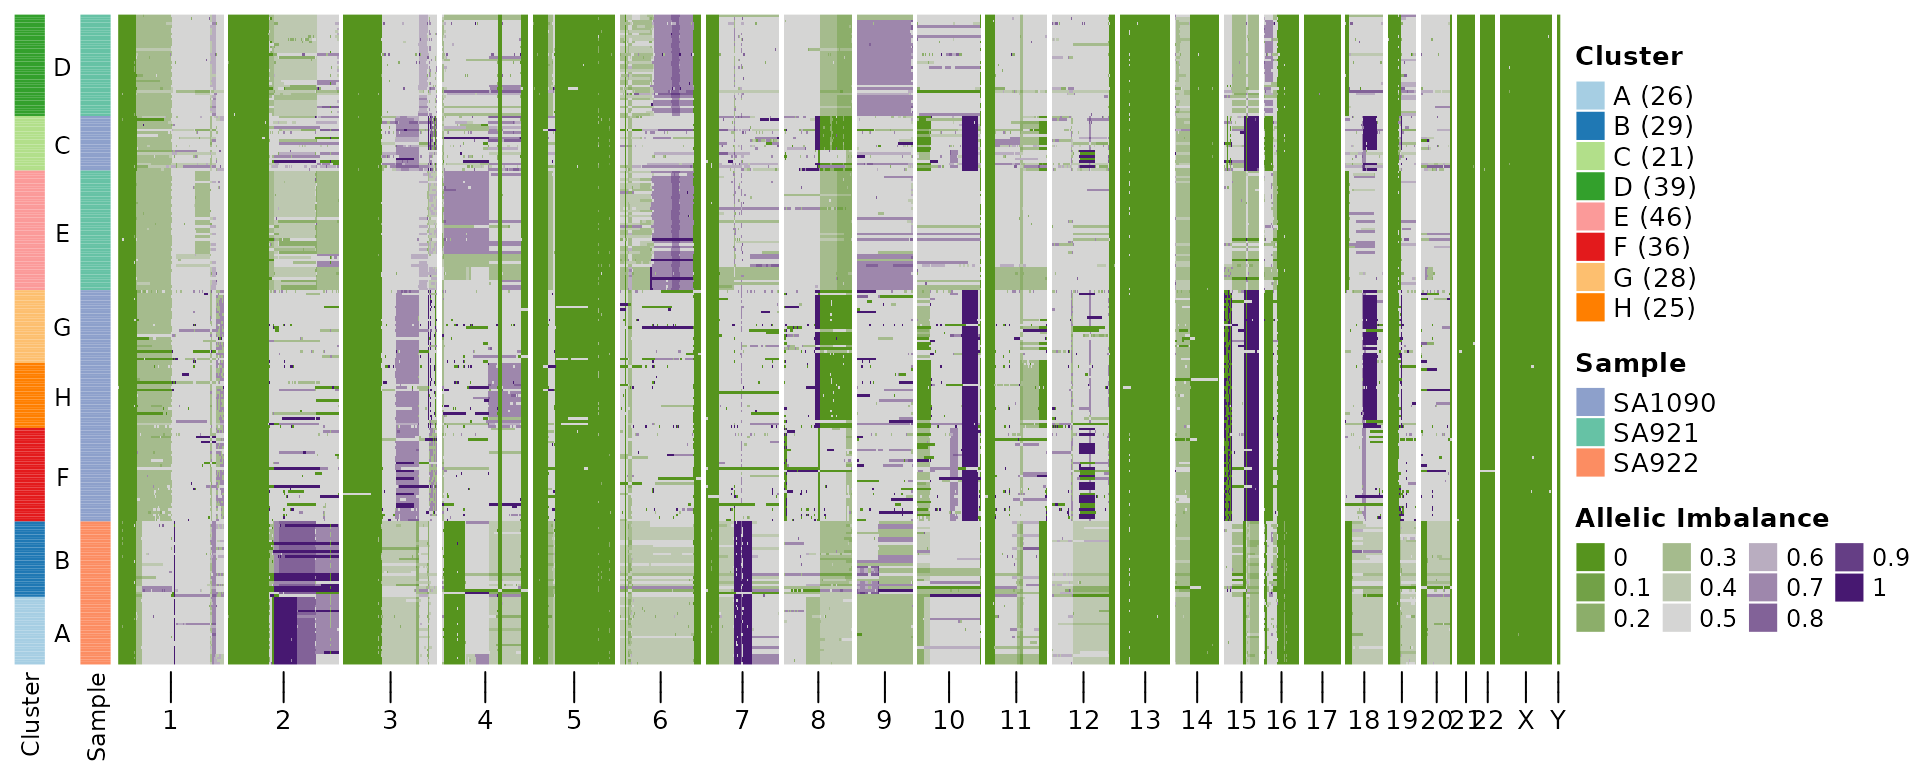 D
C
E
G
H
F
B
A
Cluster
Sample
1
2
3
4
5
6
7
8
9
10
11
12
13
14
15
16
17
18
19
20
21
22
X
Y
Cluster
A (26)
B (29)
C (21)
D (39)
E (46)
F (36)
G (28)
H (25)
Sample
SA1090
SA921
SA922
Allelic Imbalance
0 0.3 0.6 0.9
0.1 0.4 0.7 1
0.2 0.5 0.8